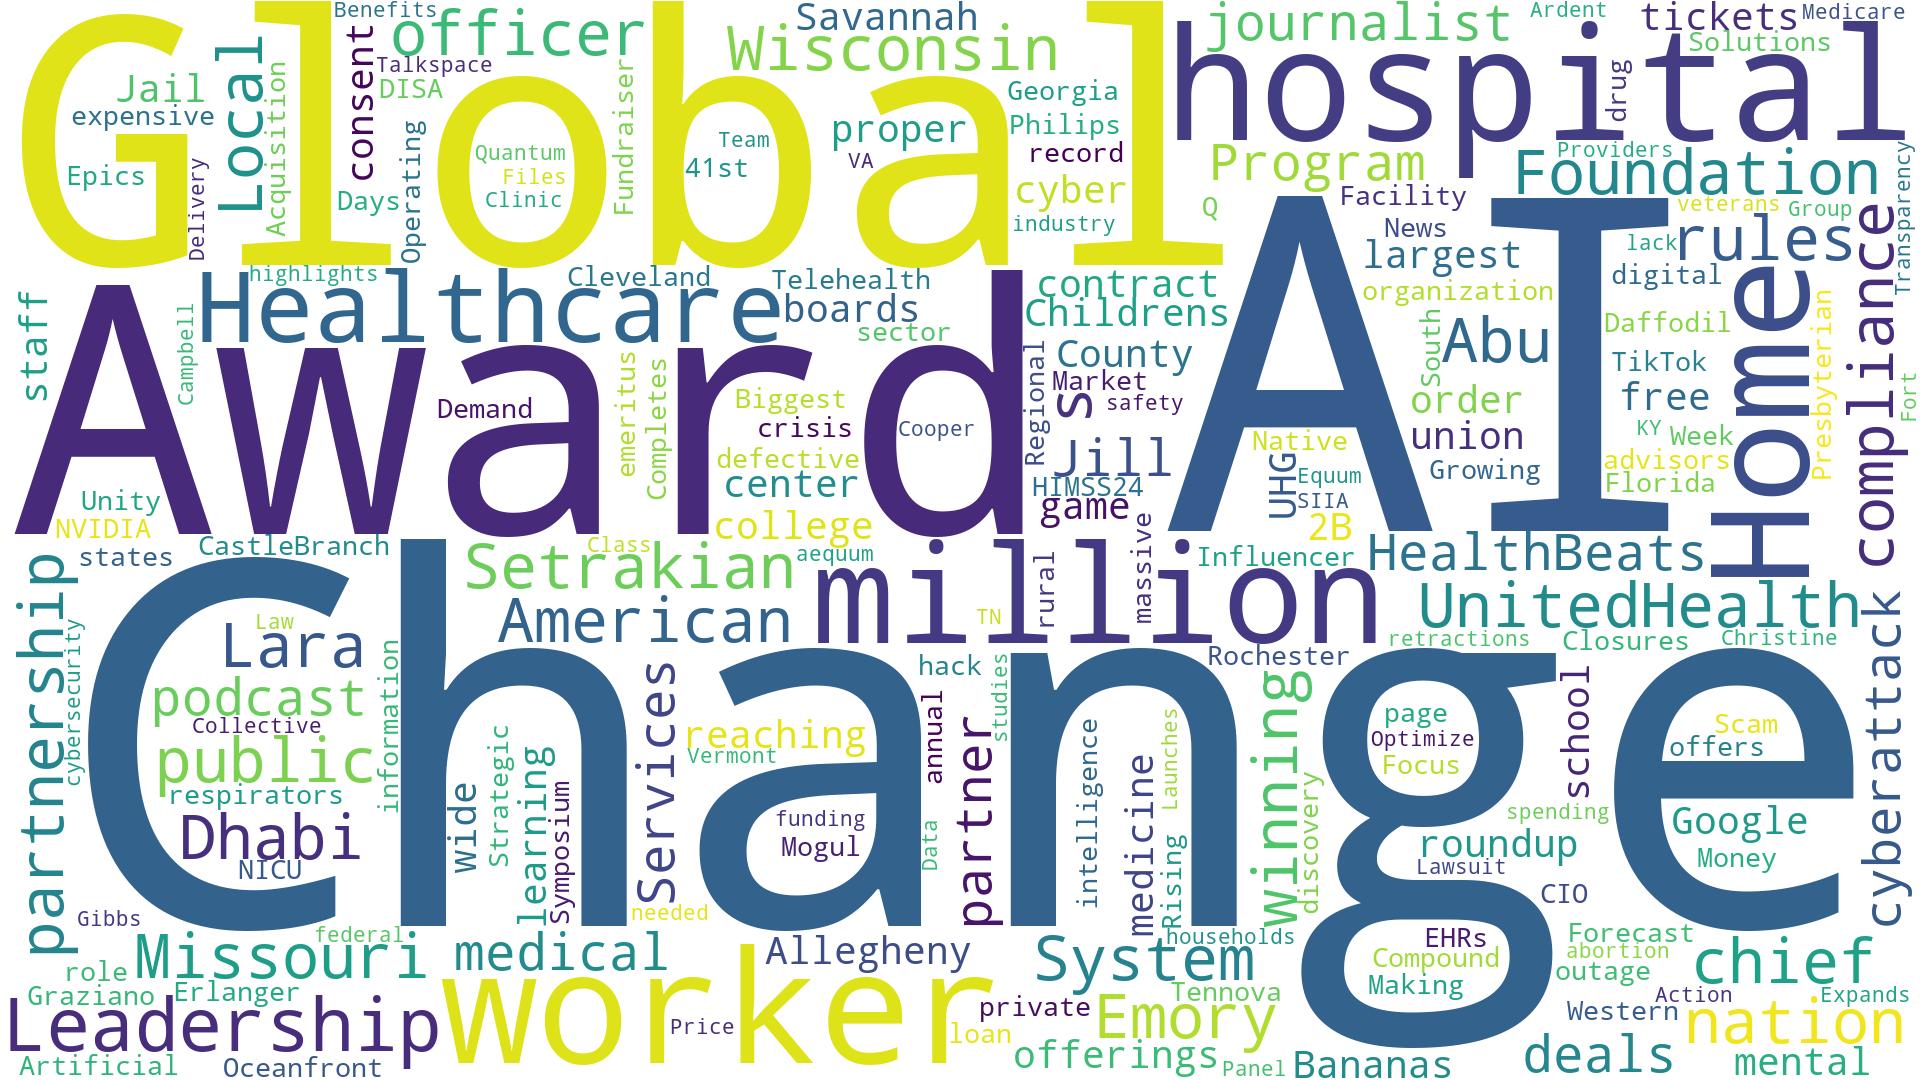 Global
AI
Award
Change
hospital
Healthcare
million
worker
Home
Leadership
Benefits
officer
Savannah
Wisconsin
journalist
Ardent
tickets
Medicare
Solutions
Local
Acquisition
consent
Talkspace
DISA
Jail
expensive
Epics
Delivery
Days
Operating
Quantum
Files
Clinic
Fundraiser
Team
41st
VA
proper
Georgia
Philips
record
cyber
industry
Program
Q
drug
Providers
Foundation
Transparency
Facility
News
largest
organization
veterans
Group
lack
rules
digital
compliance
highlights
Cleveland
Telehealth
boards
sector
contract
Childrens
County
Market
s
safety
Regional
staff
Campbell
Demand
emeritus
Completes
Biggest
crisis
defective
center
college
Cooper
Jill
HIMSS24
game
Abu
South
order
union
Growing
Native
UHG
Equum
SIIA
2B
Daffodil
TikTok
free
KY
Week
advisors
Florida
Presbyterian
Fort
Unity
NVIDIA
states
CastleBranch
Class
Setrakian
aequum
American
TN
rural
massive
Influencer
HealthBeats
UnitedHealth
retractions
Closures
Christine
partnership
cybersecurity
Law
Lara
podcast
Collective
public
respirators
Dhabi
NICU
information
Gibbs
federal
Wide
Strategic
learning
Symposium
Services
reaching
Vermont
hack
annual
studies
partner
funding
Mogul
Data
needed
Rochester
intelligence
medicine
Launches
Rising
winning
discovery
households
page
Optimize
Focus
school
spending
roundup
Lawsuit
CIO
Scam
offers
Google
Money
cyberattack
Missouri
medical
Allegheny
System
EHRs
Compound
Making
Forecast
abortion
outage
chief
role
Graziano
Erlanger
Artificial
Oceanfront
Price
private
loan
Tennova
Emory
offerings
Panel
Bananas
Western
Action
Expands
nation
deals
mental